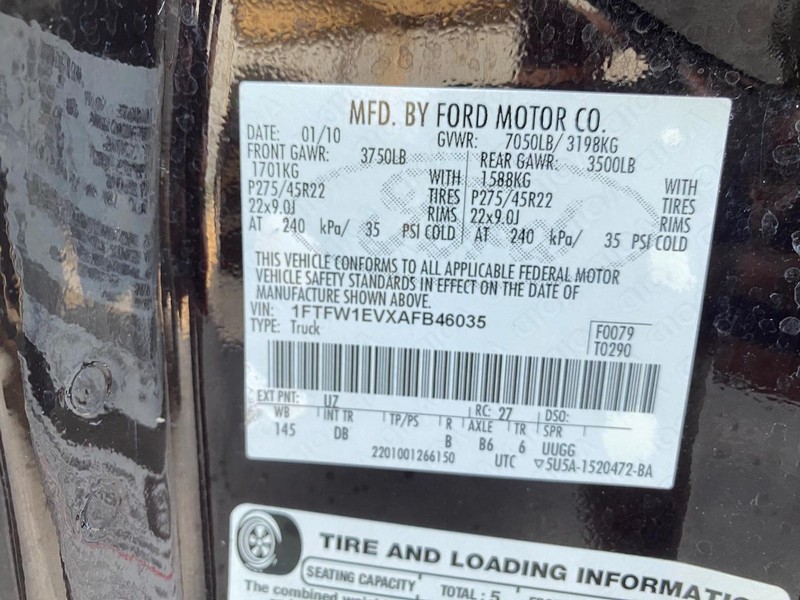 MFD. BY FORD MOTOR CO.
DATE: 01/10 GVWR: 7050LB/ 3198KG
FRONT GAWR: 3750LB REAR GAWR: 3500LB
1701KG WITH 1588KG WITH
P275/45R22 TIRES P275/45R22 TIRES
22x9.0J RIMS 22x9.0J RIMS
AT 240 kPa/ 35 PSI COLD AT 240 kPa/ 35 PSI COLD
THIS VEHICLE CONFORMS TO ALL APPLICABLE FEDERAL MOTOR
VEHICLE SAFETY STANDARDS IN EFFECT ON THE DATE OF
MANUFACTURE SHOWN ABOVE.
VIN: 1FTFW1EVXAFB46035
TYPE: Truck
F0079
T0290
EXT PNT: UZ RC: 27 DSO:
WB INT TR TP/PS R AXLE TR SPR
145 DB B B6 6 UUGG
2201001266150 UTC ▽5U5A-1520472-BA
TIRE AND LOADING INFORMATION
SEATING CAPACITY TOTAL: 5
The combined